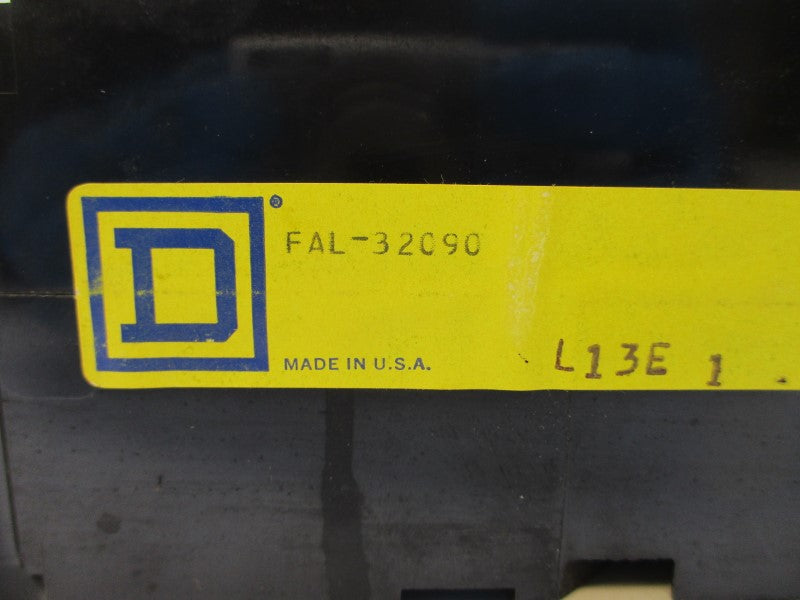 D®
FAL-32090
MADE IN U.S.A.
L13E 1